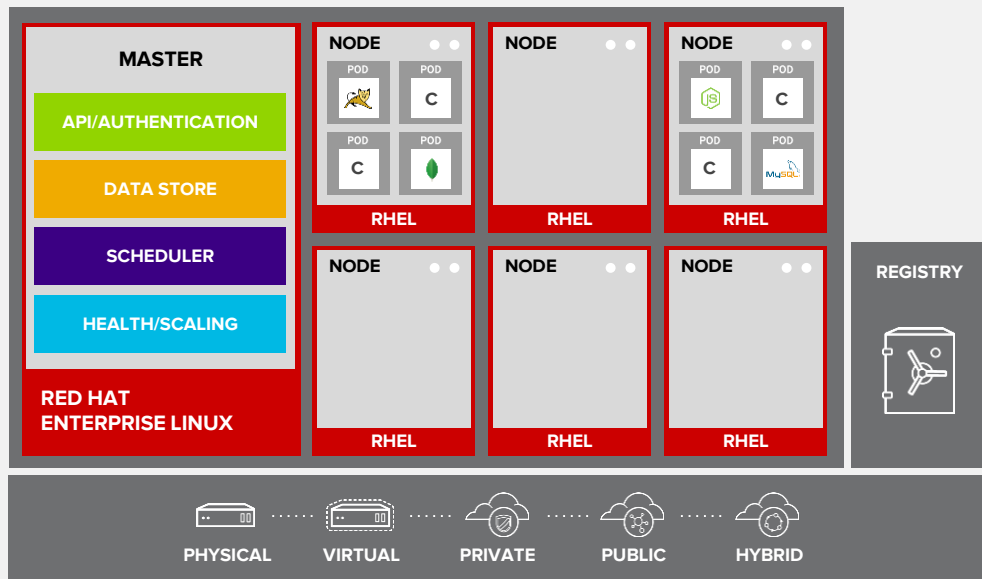 MASTER
API/AUTHENTICATION
DATA STORE
SCHEDULER
HEALTH/SCALING
RED HAT
ENTERPRISE LINUX
NODE
POD
POD
C
POD
POD
C
RHEL
NODE
RHEL
NODE
POD
POD
JS
C
POD
POD
C
MySQL
RHEL
NODE
RHEL
NODE
RHEL
NODE
RHEL
REGISTRY
PHYSICAL
VIRTUAL
PRIVATE
PUBLIC
HYBRID